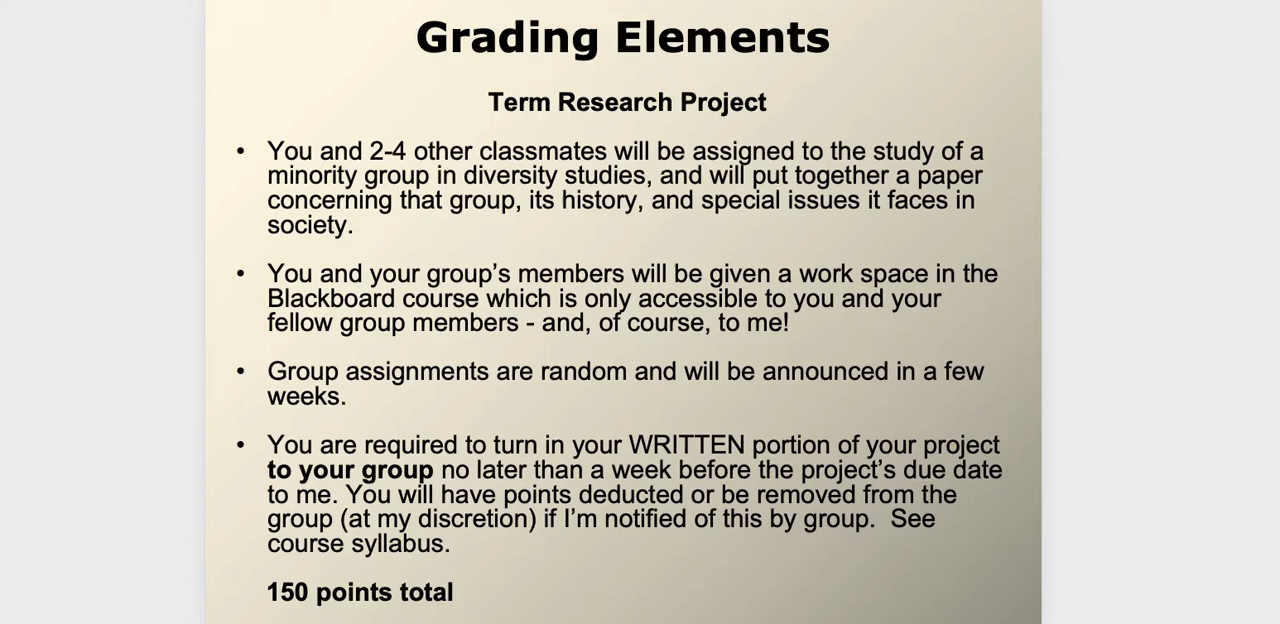 Grading Elements
Term Research Project
• You and 2-4 other classmates will be assigned to the study of a
minority group in diversity studies, and will put together a paper
concerning that group, its history, and special issues it faces in
society.
• You and your group’s members will be given a work space in the
Blackboard course which is only accessible to you and your
fellow group members - and, of course, to me!
• Group assignments are random and will be announced in a few
weeks.
• You are required to turn in your WRITTEN portion of your project
to your group no later than a week before the project’s due date
to me. You will have points deducted or be removed from the
group (at my discretion) if I’m notified of this by group.  See
course syllabus.
150 points total